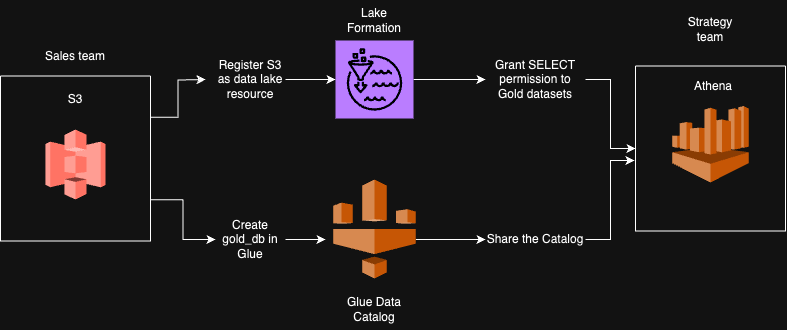 Sales team
S3
Register S3
as data lake
resource
Lake
Formation
Grant SELECT
permission to
Gold datasets
Strategy
team
Athena
Create
gold_db in
Glue
Glue Data
Catalog
Share the Catalog